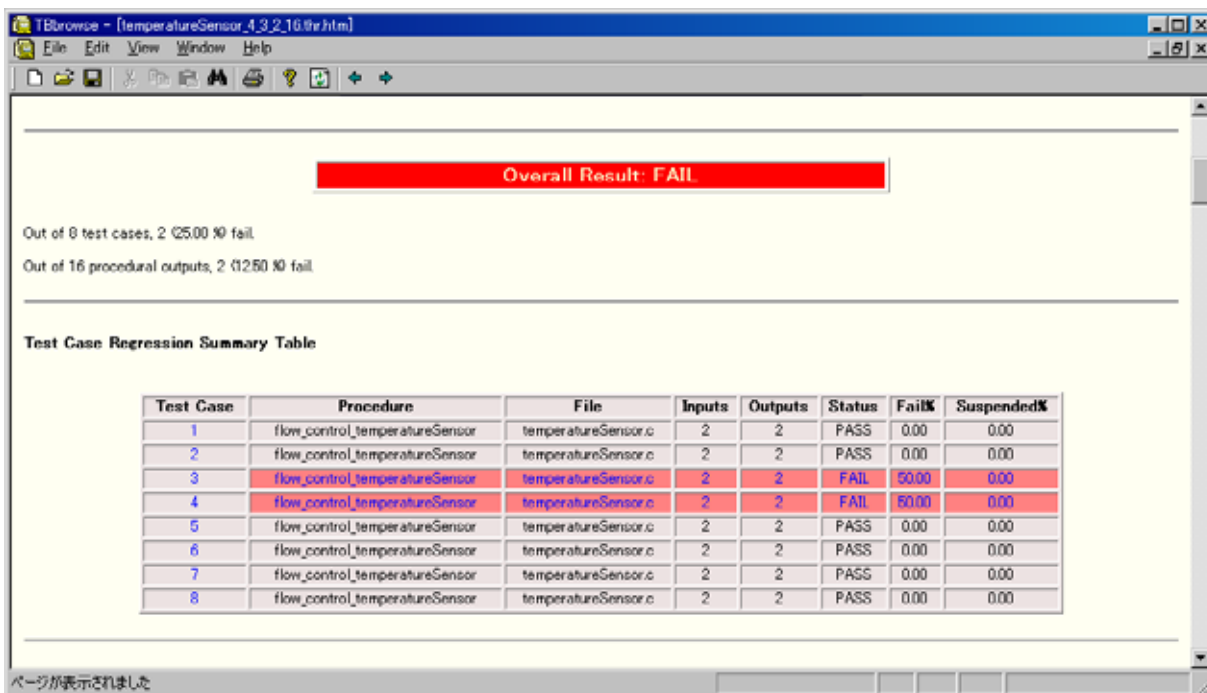 TBbrowse - [temperatureSensor_4_3_2_16.thr.htm]
File Edit View Window Help
Overall Result: FAIL
Out of 8 test cases, 2 (25.00 %) fail.
Out of 16 procedural outputs, 2 (12.50 %) fail.
Test Case Regression Summary Table
Test Case Procedure File Inputs Outputs Status Fail% Suspended%
1 flow_control_temperatureSensor temperatureSensor.c 2 2 PASS 0.00 0.00
2 flow_control_temperatureSensor temperatureSensor.c 2 2 PASS 0.00 0.00
3 flow_control_temperatureSensor temperatureSensor.c 2 2 FAIL 50.00 0.00
4 flow_control_temperatureSensor temperatureSensor.c 2 2 FAIL 50.00 0.00
5 flow_control_temperatureSensor temperatureSensor.c 2 2 PASS 0.00 0.00
6 flow_control_temperatureSensor temperatureSensor.c 2 2 PASS 0.00 0.00
7 flow_control_temperatureSensor temperatureSensor.c 2 2 PASS 0.00 0.00
8 flow_control_temperatureSensor temperatureSensor.c 2 2 PASS 0.00 0.00
ページが表示されました